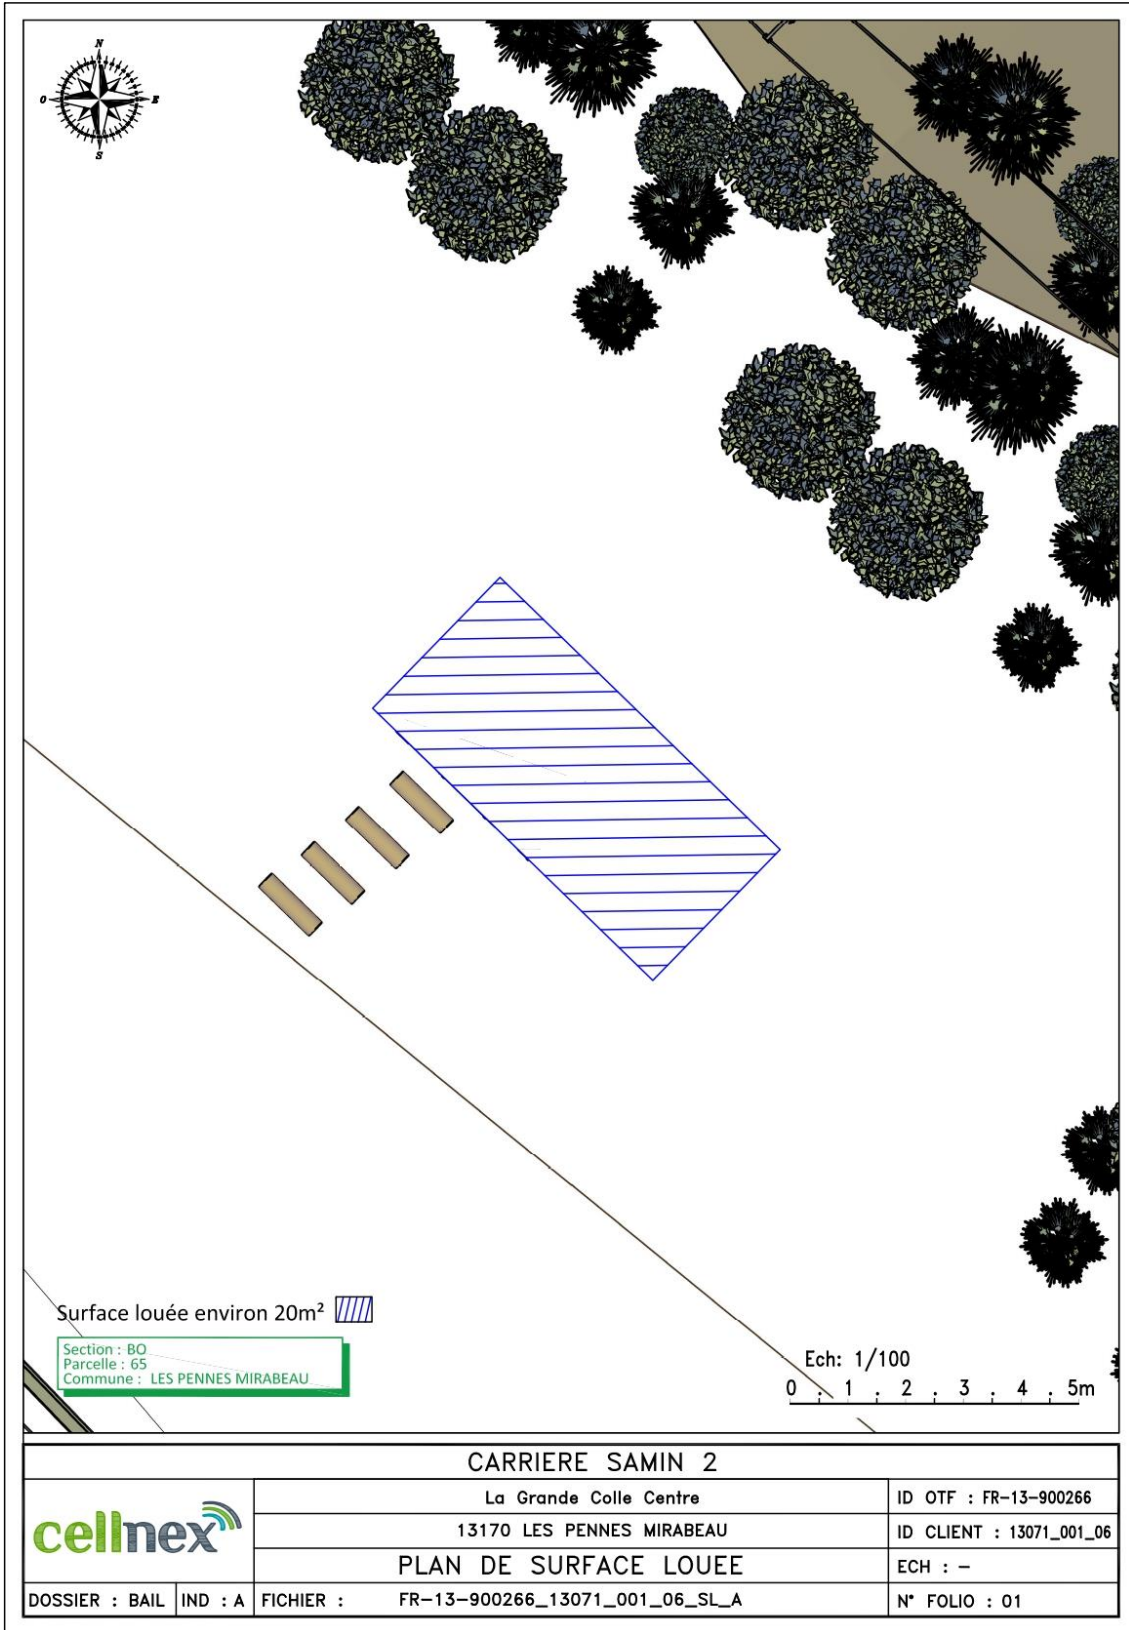 N
O E
S
Surface louée environ 20m²
Section : BO
Parcelle : 65
Commune : LES PENNES MIRABEAU
Ech: 1/100
0 . 1 . 2 . 3 . 4 . 5m
CARRIERE SAMIN 2
cellnex
La Grande Colle Centre
ID OTF : FR-13-900266
13170 LES PENNES MIRABEAU
ID CLIENT : 13071_001_06
PLAN DE SURFACE LOUEE
ECH : -
DOSSIER : BAIL IND : A FICHIER : FR-13-900266_13071_001_06_SL_A
N° FOLIO : 01